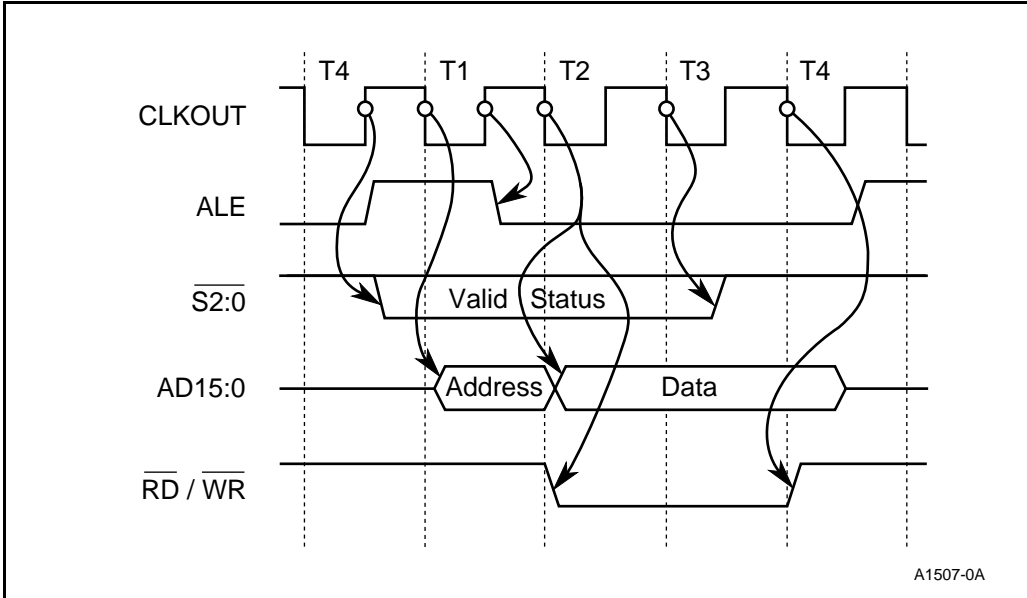 T4 T1 T2 T3 T4
CLKOUT
ALE
S2:0
Valid Status
AD15:0
Address
Data
RD / WR
A1507-0A